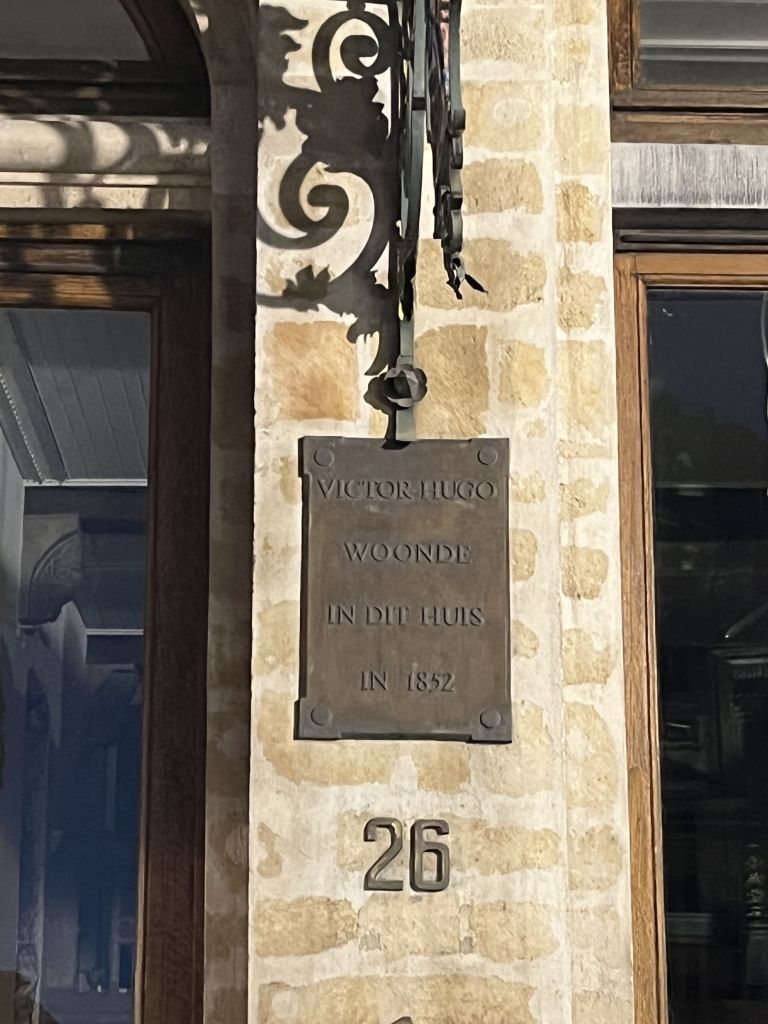 VICTOR-HUGO
WOONDE
IN DIT HUIS
IN 1852
26